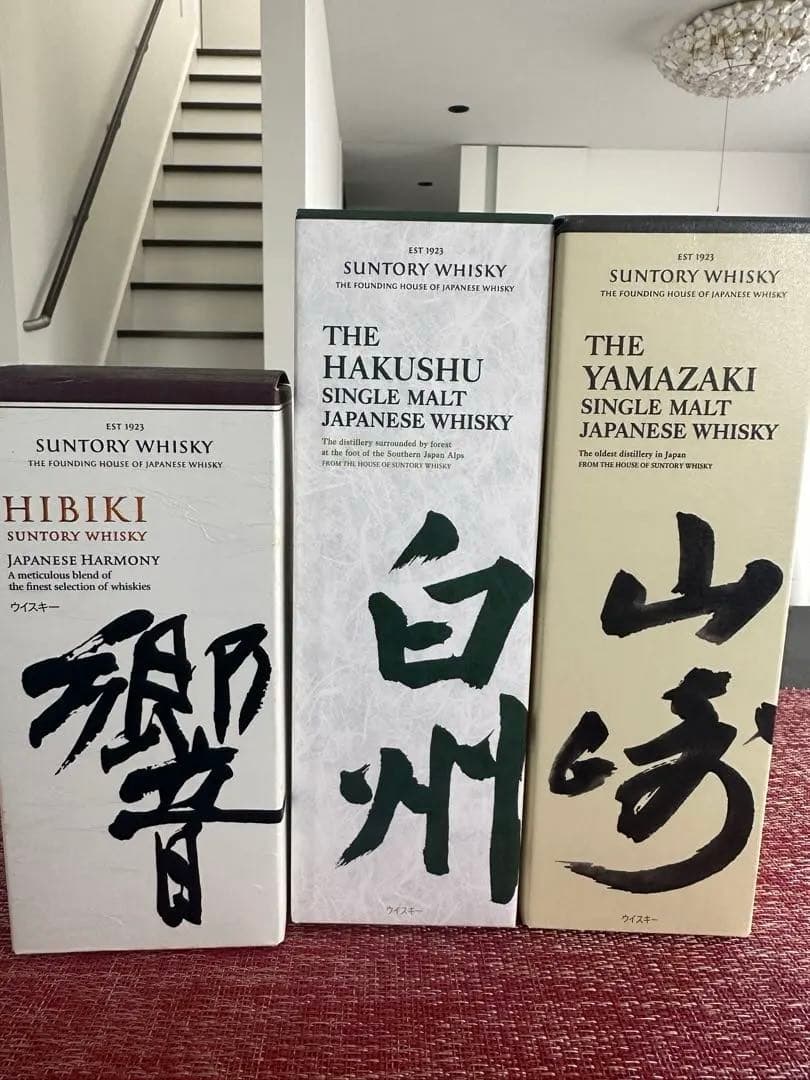 EST 1923
SUNTORY WHISKY
THE FOUNDING HOUSE OF JAPANESE WHISKY
HIBIKI
SUNTORY WHISKY
JAPANESE HARMONY
A meticulous blend of
the finest selection of whiskies
ウイスキー
響
EST 1923
SUNTORY WHISKY
THE FOUNDING HOUSE OF JAPANESE WHISKY
THE
HAKUSHU
SINGLE MALT
JAPANESE WHISKY
The distillery surrounded by forest
at the foot of the Southern Japan Alps
FROM THE HOUSE OF SUNTORY WHISKY
白
州
ウイスキー
EST 1923
SUNTORY WHISKY
THE FOUNDING HOUSE OF JAPANESE WHISKY
THE
YAMAZAKI
SINGLE MALT
JAPANESE WHISKY
The oldest distillery in Japan
FROM THE HOUSE OF SUNTORY WHISKY
山
崎
ウイスキー